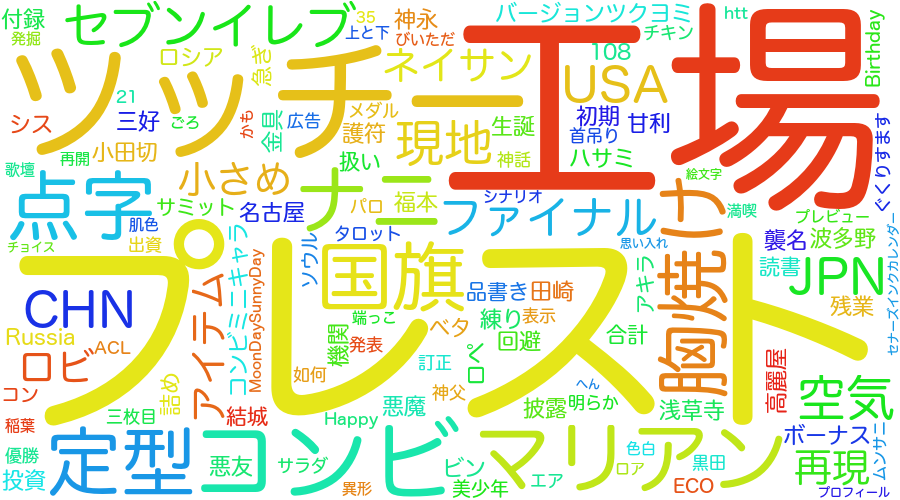 付録
発掘
セブンイレブ
35
上と下
神永
びいただ
バージョンツクヨミ
チキン
htt
Birthday
ロシア
急ぎ
ネイサン
108
USA
ツッチー
工場
21
シス
三好
ごろ
かも
金具
広告
メダル
護符
現地
生誕
神話
初期
首吊り
甘利
ハサミ
絵文字
ぐくりすます
歌壇
再開
小田切
扱い
点字
小さめ
サミット
名古屋
肌色
出資
チョイス
ナニ
パロ
福本
タロット
シナリオ
ファイナル
思い入れ
胸焼け
満喫
プレビュー
襲名
波多野
セナーズインクカレンダー
プレスト
ソウル
国旗
キャラ
コンビミニ
MoonDaySunnyDay
アイテム
CHN
品書き
田崎
アキラ
読書
JPN
残業
Russia
ACL
ロビ
端っこ
機関
発表
ベタ
練り
表示
回避
合計
訂正
ロペ
如何
コン
稲葉
三枚目
詰め
結城
Happy
悪魔
神父
へん
披露
明らか
浅草寺
高麗屋
空気
優勝
投資
定型
コンビ
悪友
サラダ
異形
ビン
美少年
マリアン
エア
色白
ロア
ECO
黒田
ボーナス
再現
ムンサニ
プロフィール